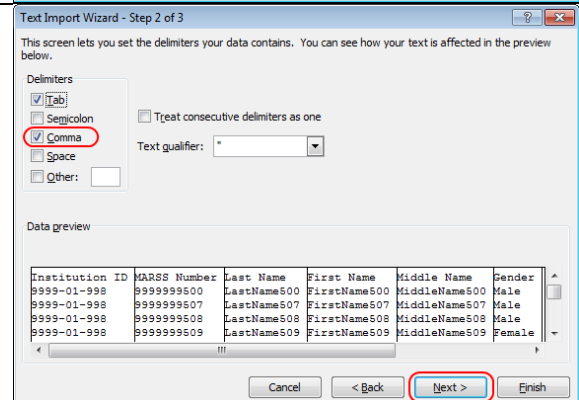 Text Import Wizard - Step 2 of 3
This screen lets you set the delimiters your data contains. You can see how your text is affected in the preview
below.
Delimiters
Tab
Semicolon
Comma
Space
Other:
Treat consecutive delimiters as one
Text qualifier: "
Data preview
Institution ID MARSS Number Last Name First Name Middle Name Gender
9999-01-998 9999999500 LastName500 FirstName500 MiddleName500 Male
9999-01-998 9999999507 LastName507 FirstName507 MiddleName507 Male
9999-01-998 9999999508 LastName508 FirstName508 MiddleName508 Male
9999-01-998 9999999509 LastName509 FirstName509 MiddleName509 Female
Cancel < Back Next > Finish